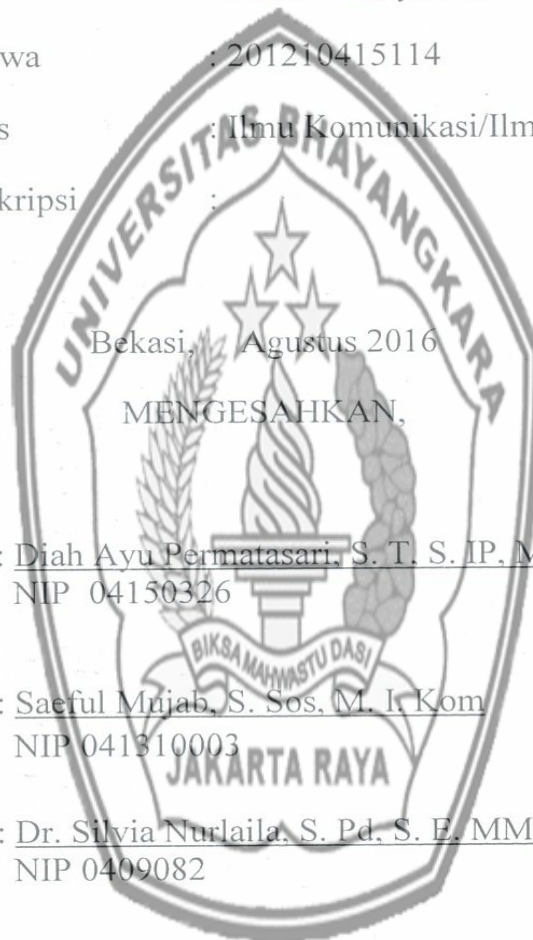 wa : 201210415114
s : Ilmu Komunikasi/Ilm
kripsi :
UNIVERSITAS BHAYANGKARA
Bekasi, Agustus 2016
MENGESAHKAN,
: Diah Ayu Permatasari, S. T, S. IP, M
NIP 04150326
BIKSA MAHWASTU DASI
: Saeful Mujab, S. Sos, M. I. Kom
NIP 041310003
JAKARTA RAYA
: Dr. Silvia Nurlaila, S. Pd, S. E. MM
NIP 0409082